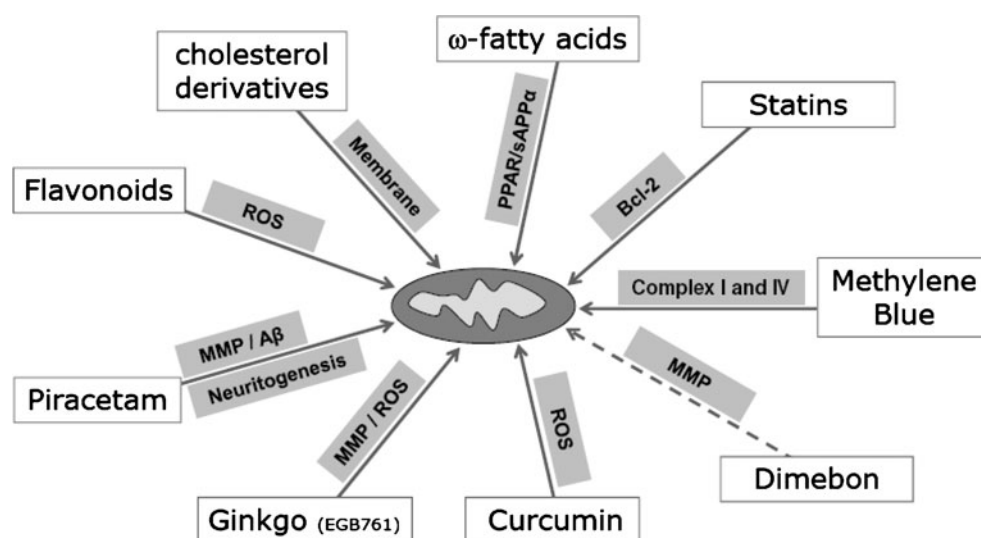 ω-fatty acids
cholesterol
derivatives
Statins
Membrane
PPAR/sAPPα
Bcl-2
Flavonoids
ROS
Complex I and IV
Methylene
Blue
MMP / Aβ
Neuritogenesis
Piracetam
MMP / ROS
ROS
MMP
Dimebon
Ginkgo (EGB761)
Curcumin